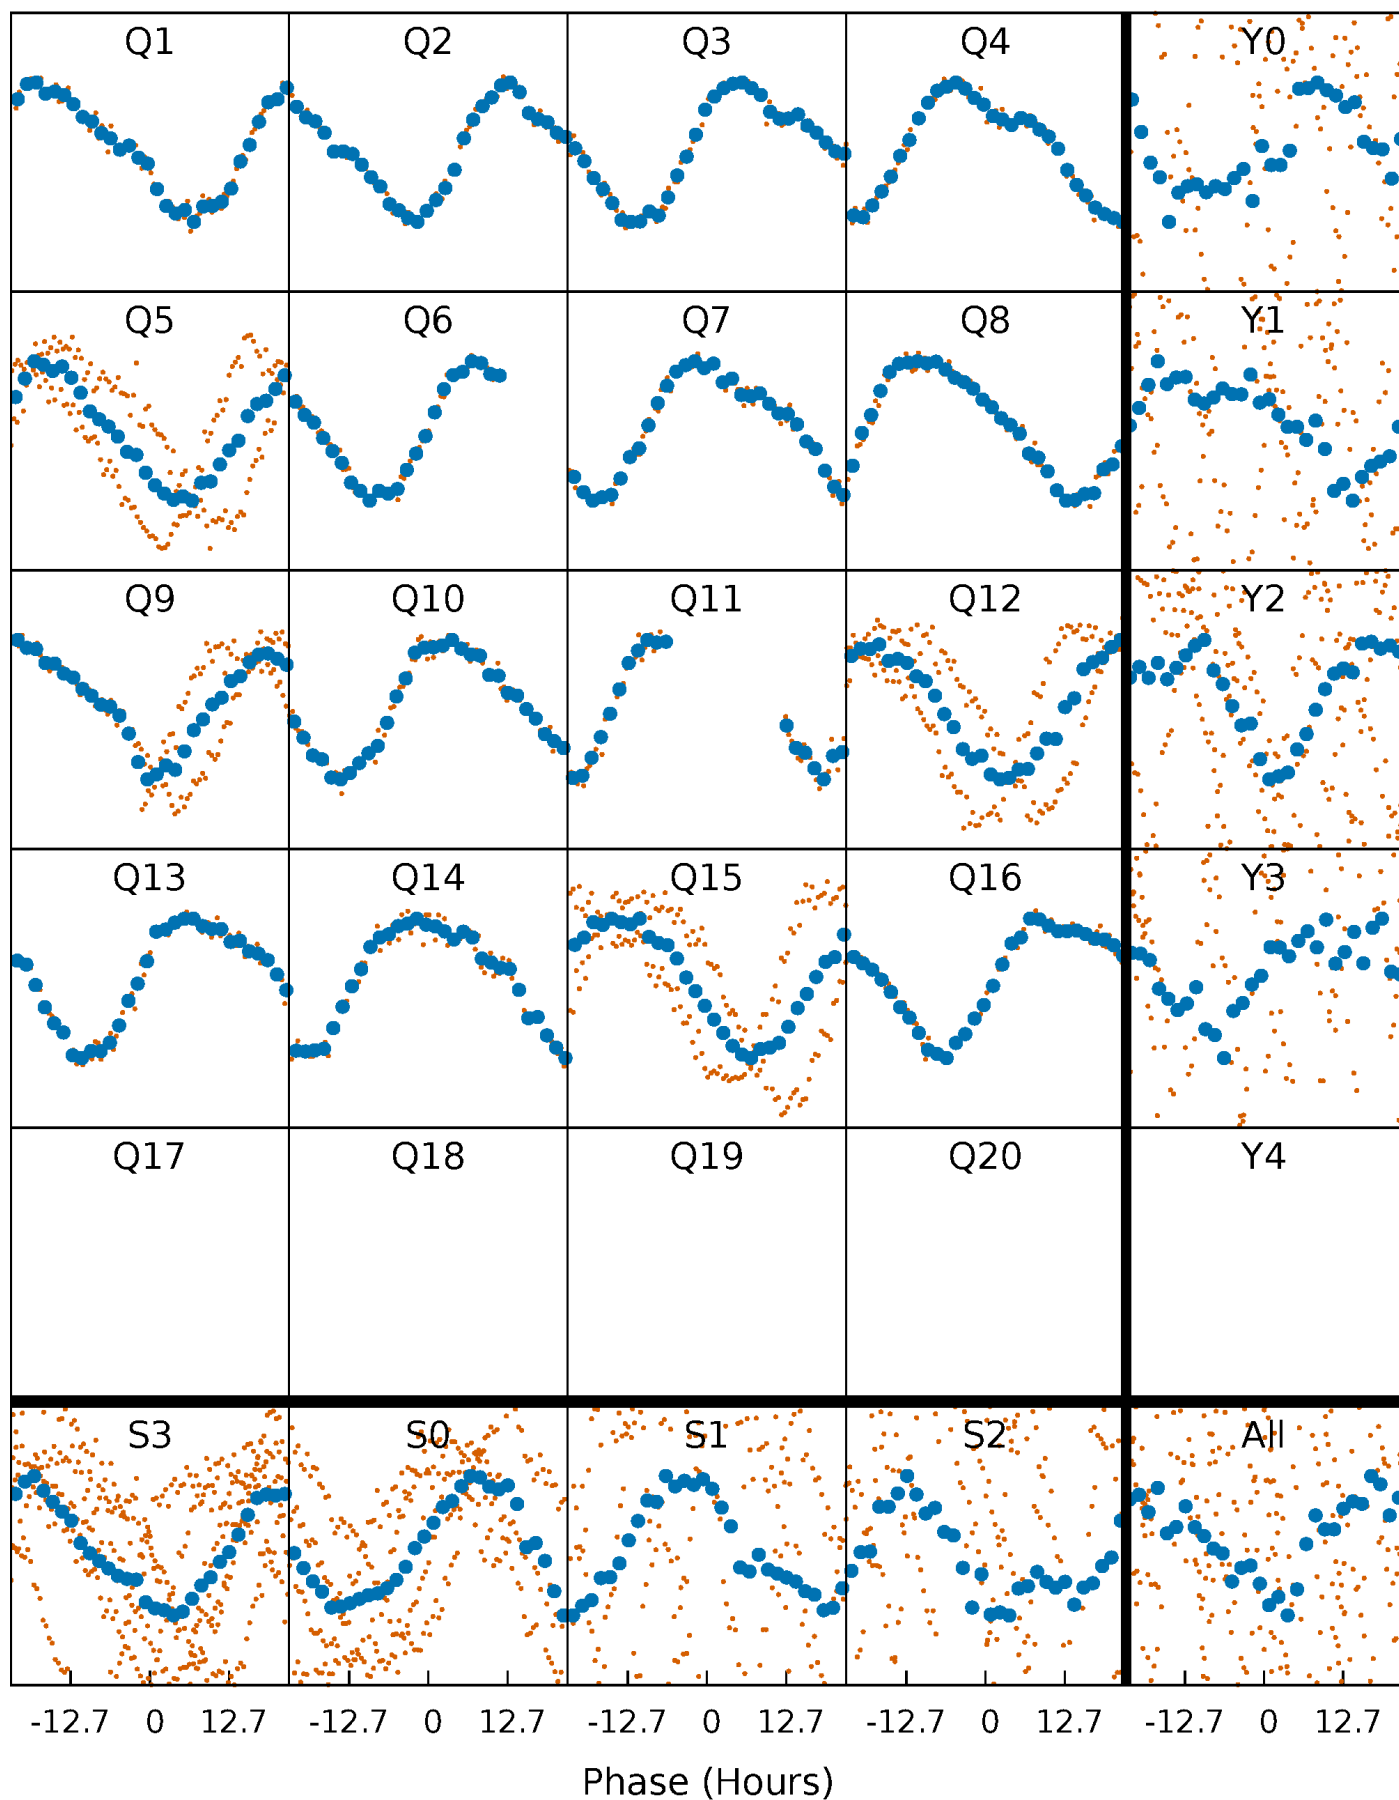 Q1 Q2 Q3 Q4 Y0
Q5 Q6 Q7 Q8 Y1
Q9 Q10 Q11 Q12 Y2
Q13 Q14 Q15 Q16 Y3
Q17 Q18 Q19 Q20 Y4
S3 S0 S1 S2 All
-12.7 0 12.7 -12.7 0 12.7 -12.7 0 12.7 -12.7 0 12.7 -12.7 0 12.7
Phase (Hours)